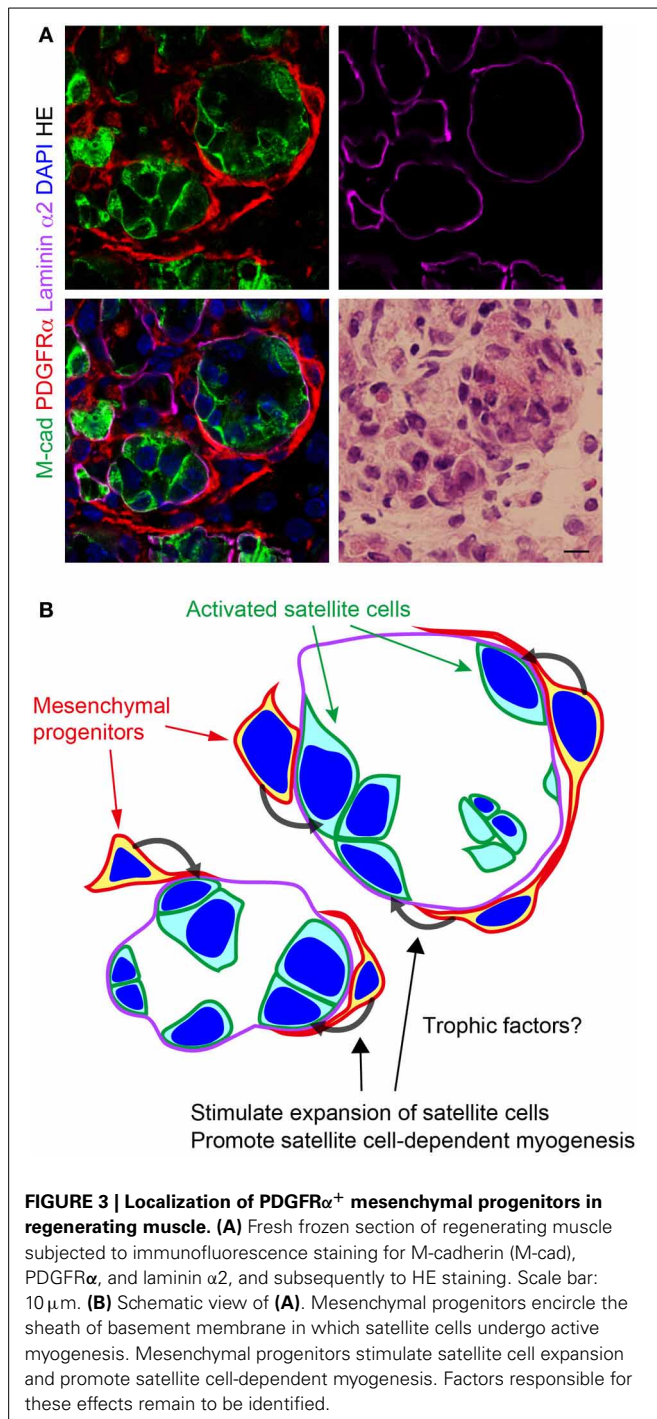 A
M-cad PDGFRα Laminin α2 DAPI HE
B
Activated satellite cells
Mesenchymal
progenitors
Trophic factors?
Stimulate expansion of satellite cells
Promote satellite cell-dependent myogenesis
FIGURE 3 | Localization of PDGFRα⁺ mesenchymal progenitors in
regenerating muscle. (A) Fresh frozen section of regenerating muscle
subjected to immunofluorescence staining for M-cadherin (M-cad),
PDGFRα, and laminin α2, and subsequently to HE staining. Scale bar:
10 μm. (B) Schematic view of (A). Mesenchymal progenitors encircle the
sheath of basement membrane in which satellite cells undergo active
myogenesis. Mesenchymal progenitors stimulate satellite cell expansion
and promote satellite cell-dependent myogenesis. Factors responsible for
these effects remain to be identified.